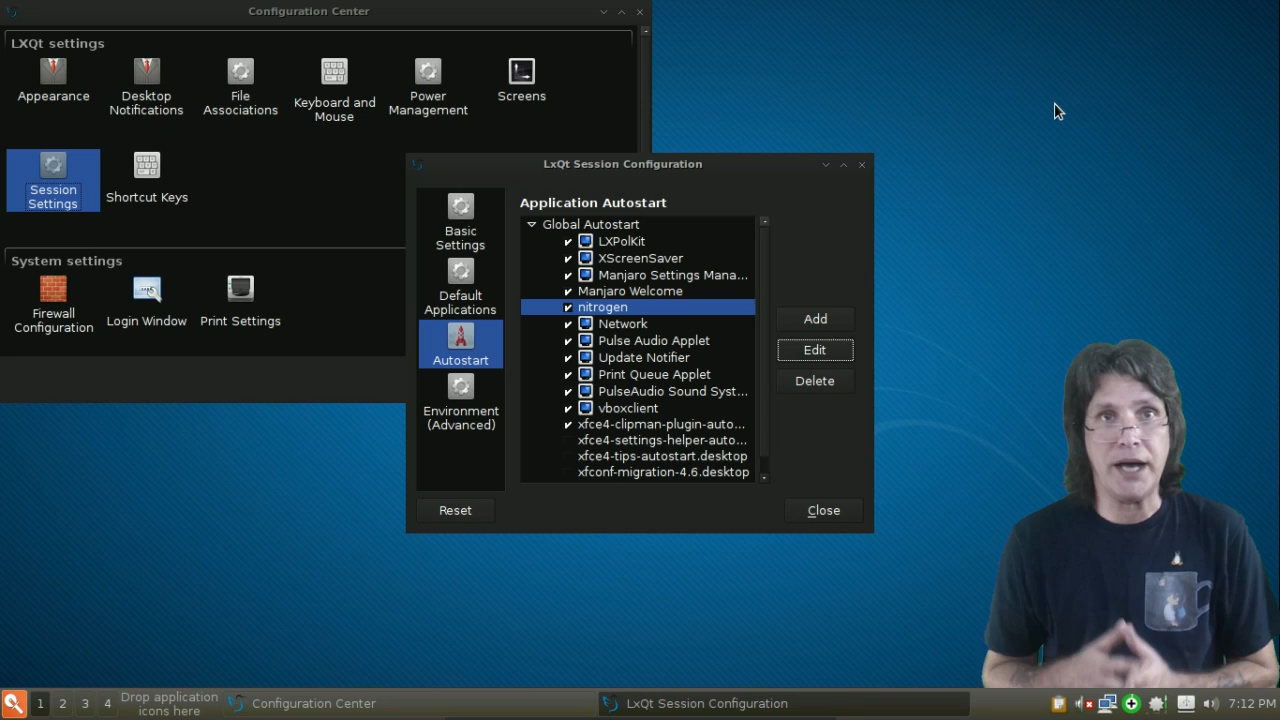 Configuration Center
LXQt settings
Appearance
Desktop
Notifications
File
Associations
Keyboard and
Mouse
Power
Management
Screens
Session
Settings
Shortcut Keys
System settings
Firewall
Configuration
Login Window
Print Settings
LxQt Session Configuration
Basic
Settings
Default
Applications
Autostart
Environment
(Advanced)
Application Autostart
Global Autostart
LXPolKit
XScreenSaver
Manjaro Settings Mana...
Manjaro Welcome
nitrogen
Network
Pulse Audio Applet
Update Notifier
Print Queue Applet
PulseAudio Sound Syst...
vboxclient
xfce4-clipman-plugin-auto...
xfce4-settings-helper-auto...
xfce4-tips-autostart.desktop
xfconf-migration-4.6.desktop
Add
Edit
Delete
Reset
Close
1 2 3 4
Drop application
icons here
Configuration Center
LxQt Session Configuration
7:12 PM